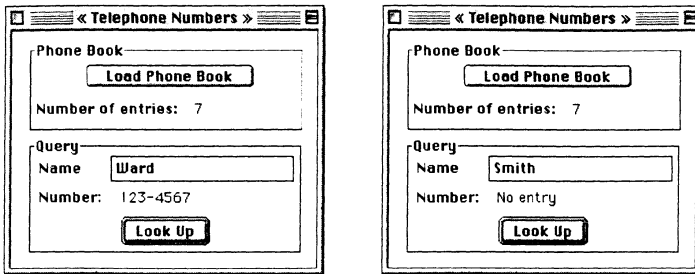 « Telephone Numbers »
Phone Book
Load Phone Book
Number of entries: 7
Query
Name Ward
Number: 123-4567
Look Up
« Telephone Numbers »
Phone Book
Load Phone Book
Number of entries: 7
Query
Name Smith
Number: No entry
Look Up